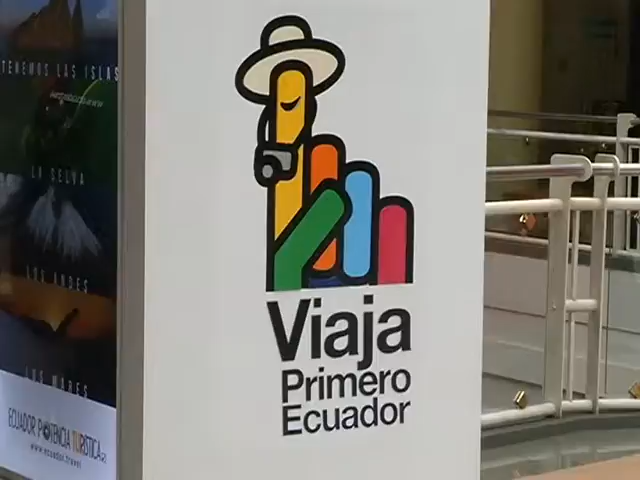 TENEMOS LAS ISLAS
LA SELVA
LOS ANDES
LOS MARES
ECUADOR POTENCIA TURÍSTICA
www.ecuador.travel
Viaja
Primero
Ecuador